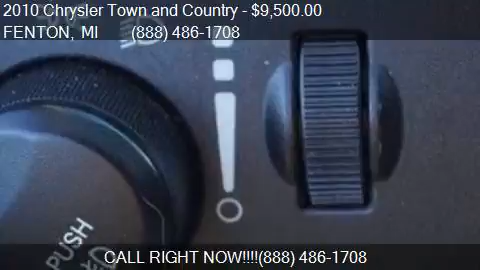 2010 Chrysler Town and Country - $9,500.00
FENTON, MI (888) 486-1708
PUSH
CALL RIGHT NOW!!!!(888) 486-1708